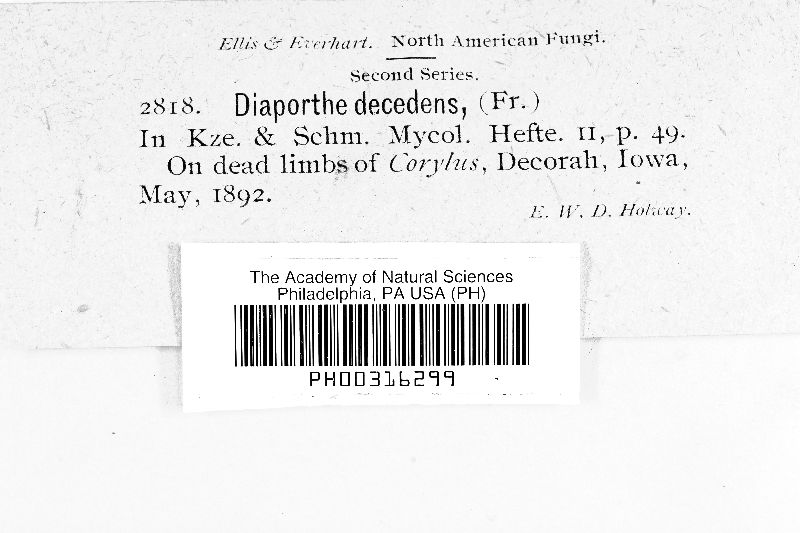 Ellis & Everhart. North American Fungi.
Second Series.
2818. Diaporthe decedens, (Fr.)
In Kze. & Schm. Mycol. Hefte. 11, p. 49.
On dead limbs of Corylus, Decorah, Iowa,
May, 1892.
E. W. D. Holway.
The Academy of Natural Sciences
Philadelphia, PA USA (PH)
PH00316299